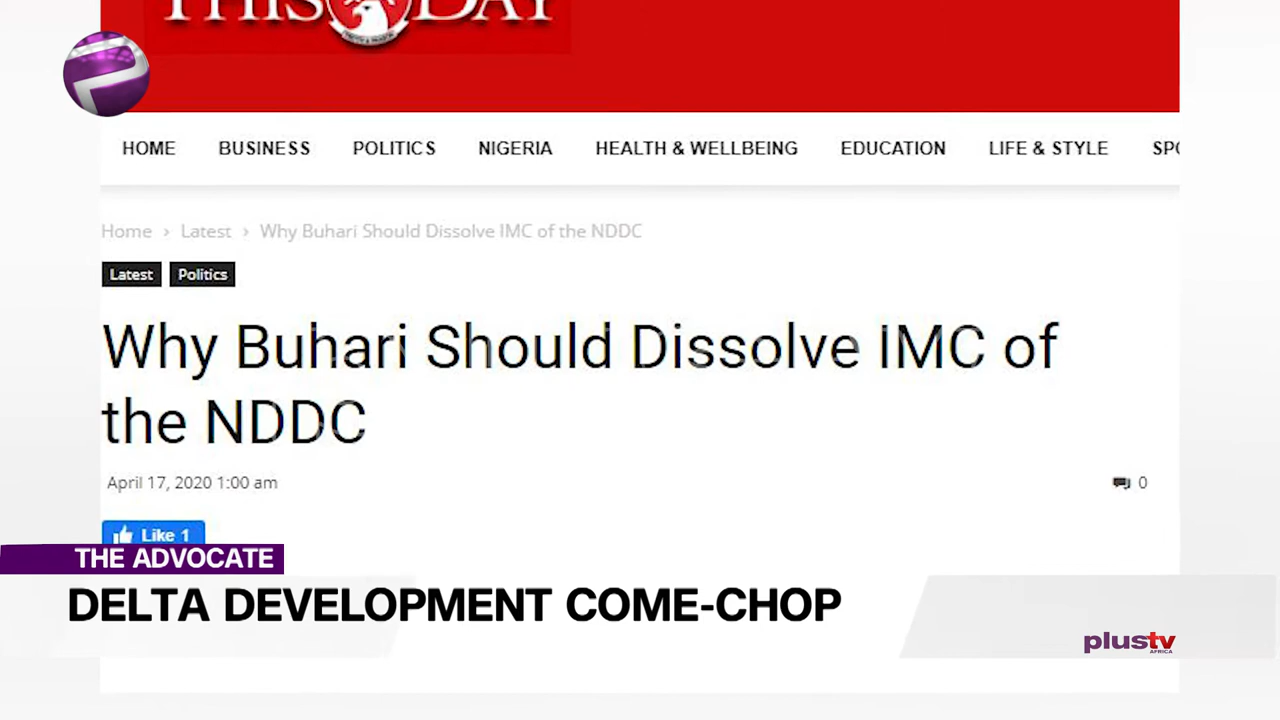 THISDAY
HOME BUSINESS POLITICS NIGERIA HEALTH & WELLBEING EDUCATION LIFE & STYLE
Home › Latest › Why Buhari Should Dissolve IMC of the NDDC
Latest Politics
Why Buhari Should Dissolve IMC of
the NDDC
April 17, 2020 1:00 am 0
Like 1
THE ADVOCATE
DELTA DEVELOPMENT COME-CHOP
plustv
AFRICA